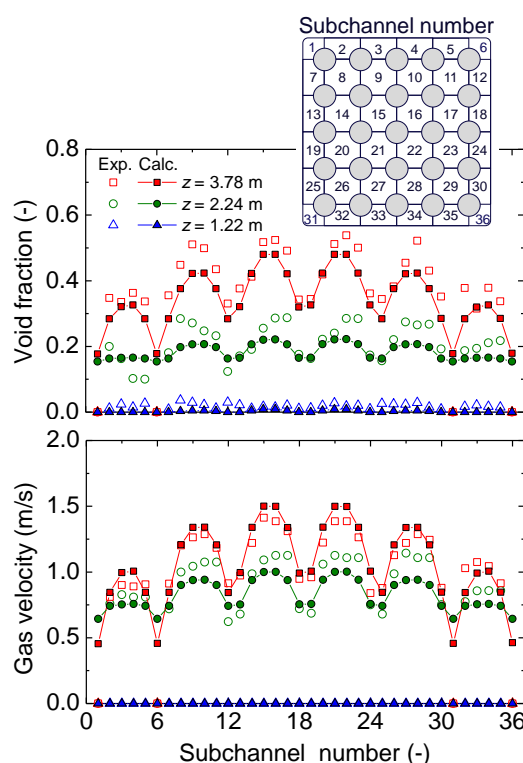 Subchannel number
1 2 3 4 5 6
7 8 9 10 11 12
13 14 15 16 17 18
19 20 21 22 23 24
25 26 27 28 29 30
31 32 33 34 35 36
Exp. Calc.
z = 3.78 m
z = 2.24 m
z = 1.22 m
Void fraction (-)
0.8
0.6
0.4
0.2
0.0
Gas velocity (m/s)
2.0
1.5
1.0
0.5
0.0
0 6 12 18 24 30 36
Subchannel number (-)